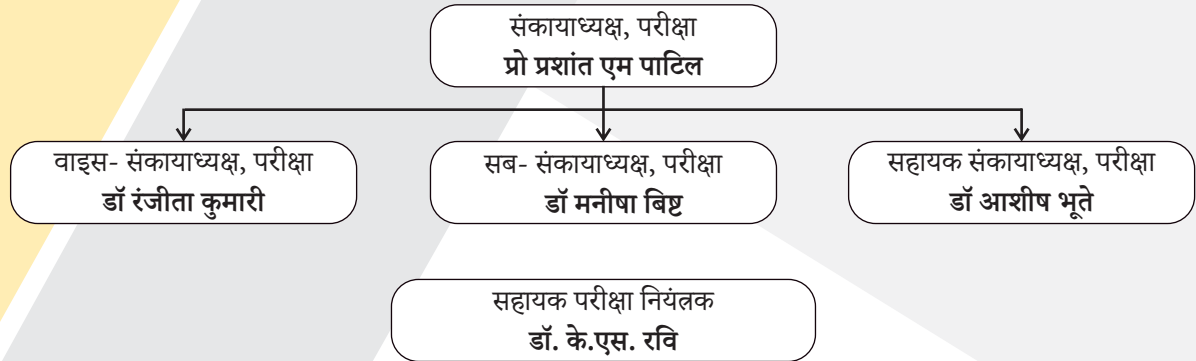 संकायाध्यक्ष, परीक्षा
प्रो प्रशांत एम पाटिल
वाइस- संकायाध्यक्ष, परीक्षा
डॉ रंजीता कुमारी
सब- संकायाध्यक्ष, परीक्षा
डॉ मनीषा बिष्ट
सहायक संकायाध्यक्ष, परीक्षा
डॉ आशीष भूते
सहायक परीक्षा नियंत्रक
डॉ. के.एस. रवि